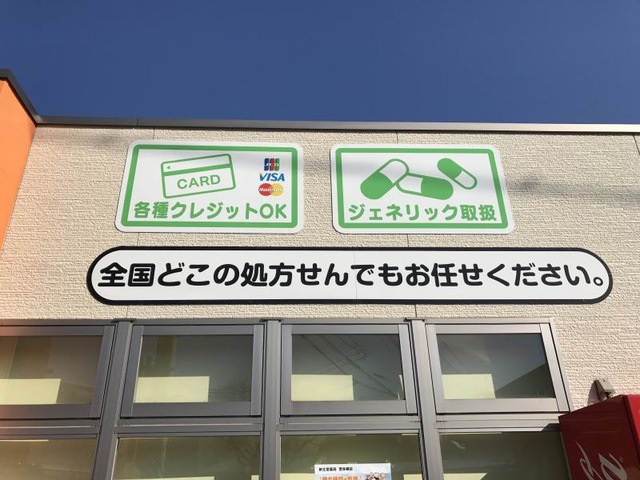 CARD
JCB
VISA
MasterCard
各種クレジットOK
ジェネリック取扱
全国どこの処方せんでもお任せください。